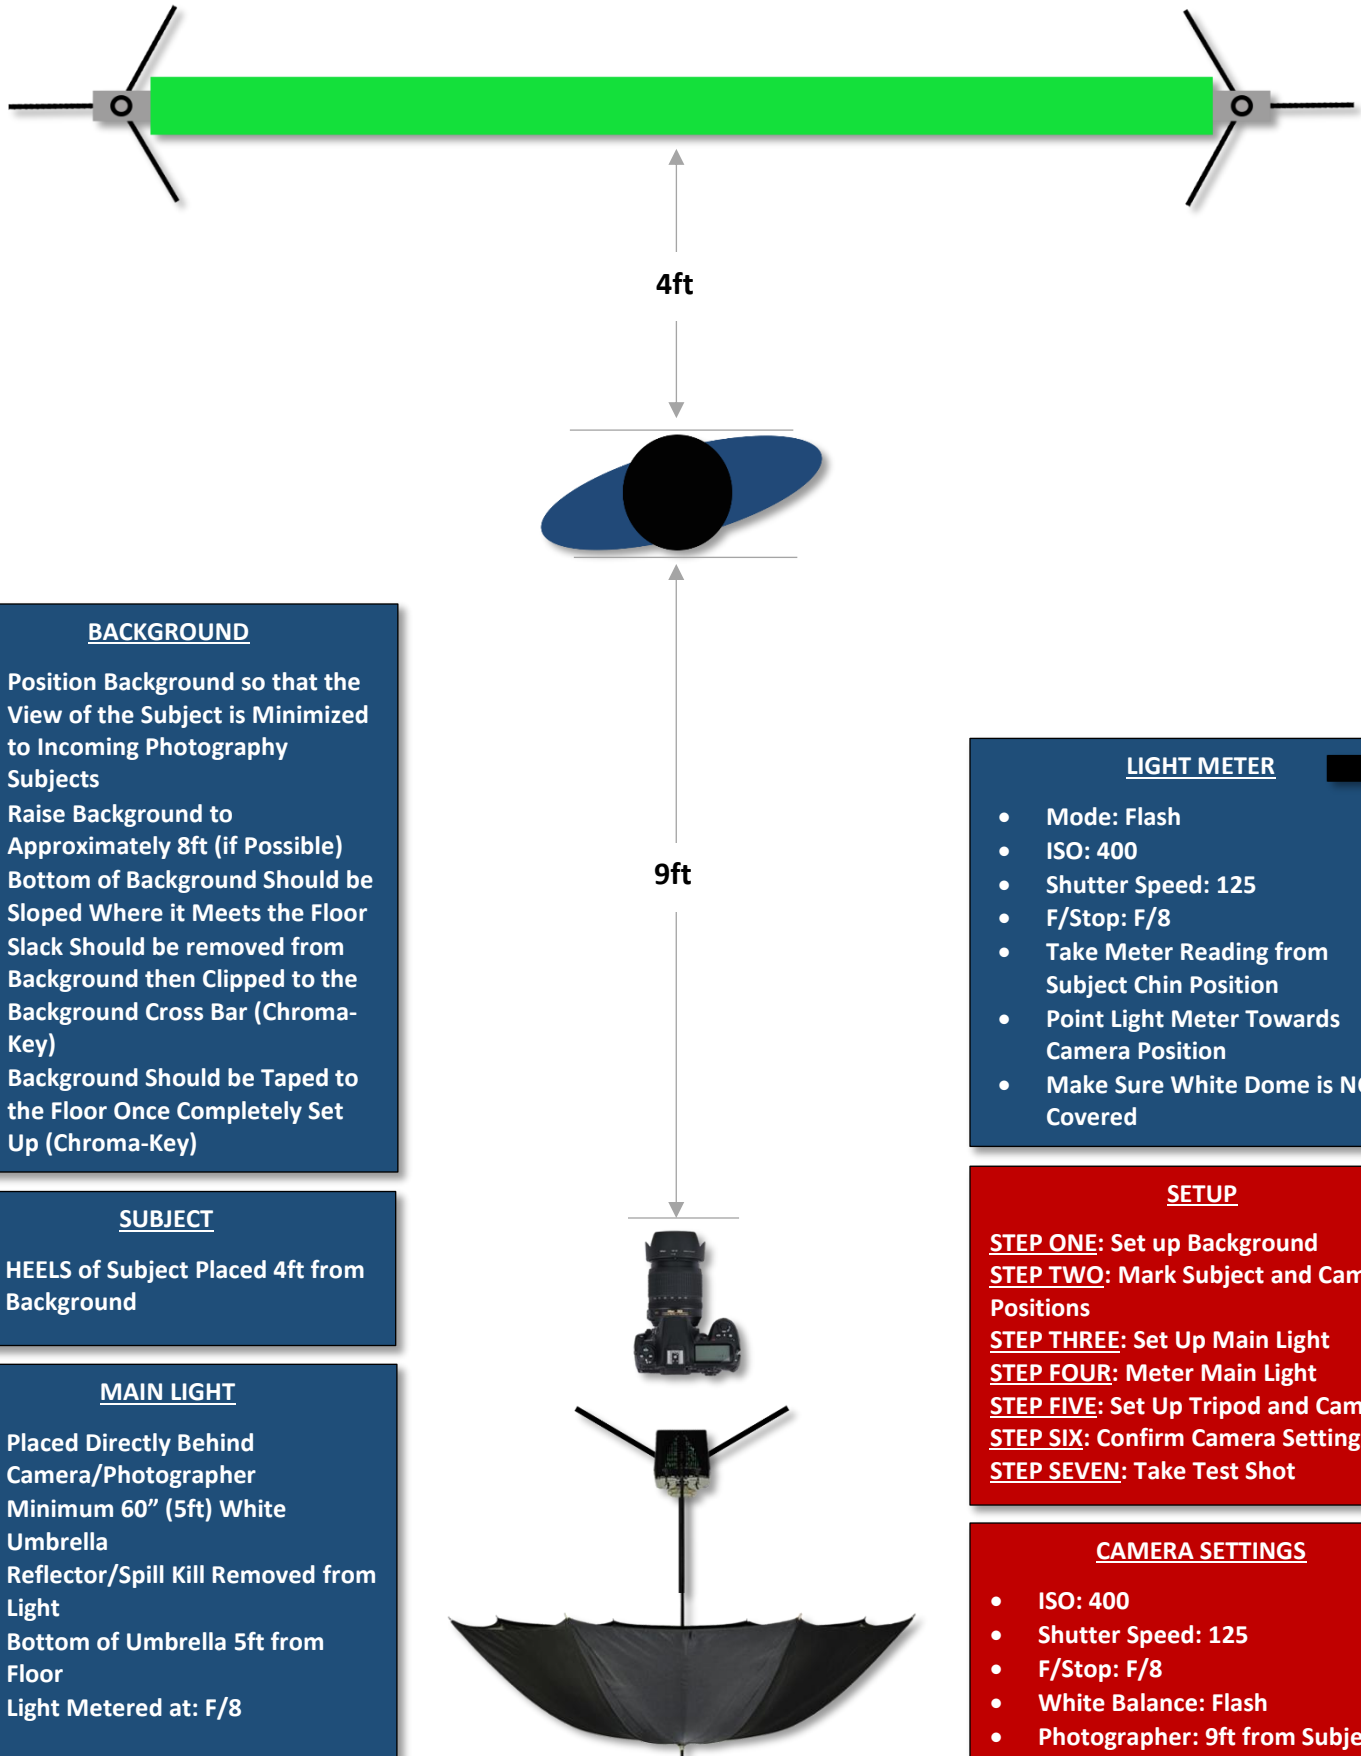 4ft
9ft
BACKGROUND
Position Background so that the
View of the Subject is Minimized
to Incoming Photography
Subjects
Raise Background to
Approximately 8ft (if Possible)
Bottom of Background Should be
Sloped Where it Meets the Floor
Slack Should be removed from
Background then Clipped to the
Background Cross Bar (Chroma-
Key)
Background Should be Taped to
the Floor Once Completely Set
Up (Chroma-Key)
SUBJECT
HEELS of Subject Placed 4ft from
Background
MAIN LIGHT
Placed Directly Behind
Camera/Photographer
Minimum 60” (5ft) White
Umbrella
Reflector/Spill Kill Removed from
Light
Bottom of Umbrella 5ft from
Floor
Light Metered at: F/8
LIGHT METER
• Mode: Flash
• ISO: 400
• Shutter Speed: 125
• F/Stop: F/8
• Take Meter Reading from
Subject Chin Position
• Point Light Meter Towards
Camera Position
• Make Sure White Dome is
Covered
SETUP
STEP ONE: Set up Background
STEP TWO: Mark Subject and
Positions
STEP THREE: Set Up Main Light
STEP FOUR: Meter Main Light
STEP FIVE: Set Up Tripod and
STEP SIX: Confirm Camera Setting
STEP SEVEN: Take Test Shot
CAMERA SETTINGS
• ISO: 400
• Shutter Speed: 125
• F/Stop: F/8
• White Balance: Flash
• Photographer: 9ft from